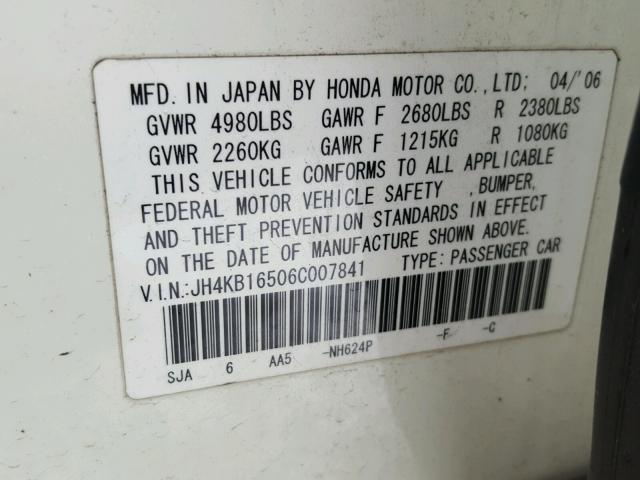 MFD. IN JAPAN BY HONDA MOTOR CO.,LTD; 04/'06
GVWR 4980LBS GAWR F 2680LBS R 2380LBS
GVWR 2260KG GAWR F 1215KG R 1080KG
THIS VEHICLE CONFORMS TO ALL APPLICABLE
FEDERAL MOTOR VEHICLE SAFETY , BUMPER,
AND THEFT PREVENTION STANDARDS IN EFFECT
ON THE DATE OF MANUFACTURE SHOWN ABOVE.
V.I.N.:JH4KB16506C007841 TYPE: PASSENGER CAR
SJA 6 AA5 -NH624P -F -C